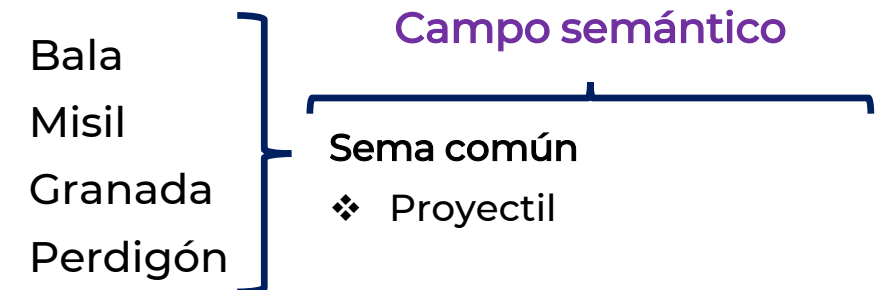 Campo semántico
Bala
Misil
Granada
Perdigón
Sema común
❖ Proyectil